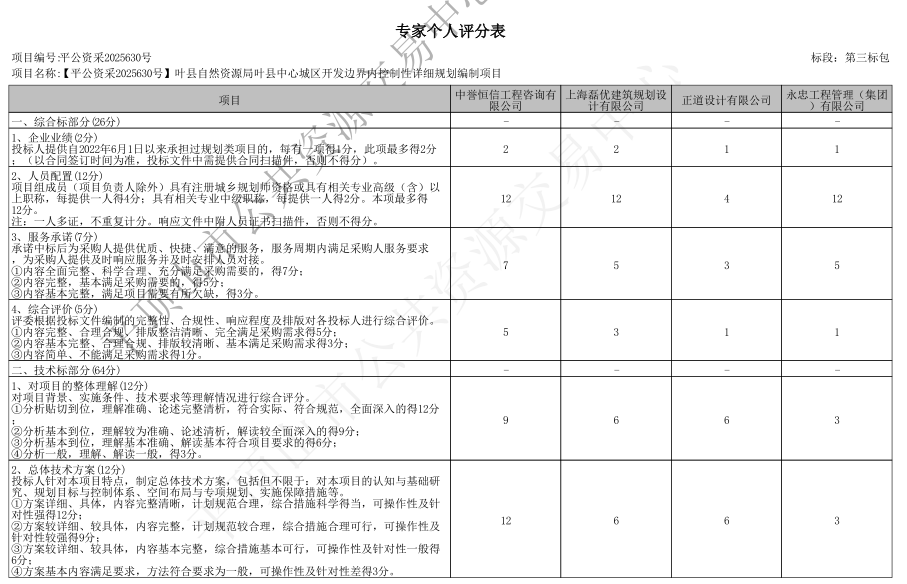 专家个人评分表
项目编号:平公资采2025630号
标段：第三标包
项目名称:【平公资采2025630号】叶县自然资源局叶县中心城区开发边界内控制性详细规划编制项目
项目
中誉恒信工程咨询有
限公司
上海磊优建筑规划设
计有限公司
正道设计有限公司
永忠工程管理（集团
）有限公司
一、综合标部分(26分)
- - - -
1、企业业绩(2分)
投标人提供自2022年6月1日以来承担过规划类项目的，每有一项得1分，此项最多得2分
；（以合同签订时间为准，投标文件中需提供合同扫描件，否则不得分）。
2 2 1 1
2、人员配置(12分)
项目组成员（项目负责人除外）具有注册城乡规划师资格或具有相关专业高级（含）以
上职称，每提供一人得4分；具有相关专业中级职称，每提供一人得2分。本项最多得
12分。
注：一人多证，不重复计分。响应文件中附人员证书扫描件，否则不得分。
12 12 4 12
3、服务承诺(7分)
承诺中标后为采购人提供优质、快捷、满意的服务，服务周期内满足采购人服务要求
，为采购人提供及时响应服务并及时安排人员对接。
①内容全面完整、科学合理、充分满足采购需要的，得7分；
②内容完整，基本满足采购需要的，得5分；
③内容基本完整，满足项目需要有所欠缺，得3分。
7 5 3 5
4、综合评价(5分)
评委根据投标文件编制的完整性、合规性、响应程度及排版对各投标人进行综合评价。
①内容完整、合理合规、排版整洁清晰、完全满足采购需求得5分；
②内容基本完整、合理合规、排版较清晰、基本满足采购需求得3分；
③内容简单、不能满足采购需求得1分。
5 3 1 1
二、技术标部分(64分)
- - - -
1、对项目的整体理解(12分)
对项目背景、实施条件、技术要求等理解情况进行综合评分。
①分析贴切到位，理解准确、论述完整清析，符合实际、符合规范，全面深入的得12分
；
②分析基本到位，理解较为准确、论述清析，解读较全面深入的得9分；
③分析基本到位，理解基本准确、解读基本符合项目要求的得6分；
④分析一般，理解、解读一般，得3分。
9 6 6 3
2、总体技术方案(12分)
投标人针对本项目特点，制定总体技术方案，包括但不限于：对本项目的认知与基础研
究、规划目标与控制体系、空间布局与专项规划、实施保障措施等。
①方案详细、具体，内容完整清晰，计划规范合理，综合措施科学得当，可操作性及针
对性强得12分；
②方案较详细、较具体，内容完整，计划规范较合理，综合措施合理可行，可操作性及
针对性较强得9分；
③方案较详细、较具体，内容基本完整，综合措施基本可行，可操作性及针对性一般得
6分；
④方案基本内容满足要求，方法符合要求为一般，可操作性及针对性差得3分。
12 6 6 3
平顶山市公共资源交易中心
平顶山市公共资源交易中心